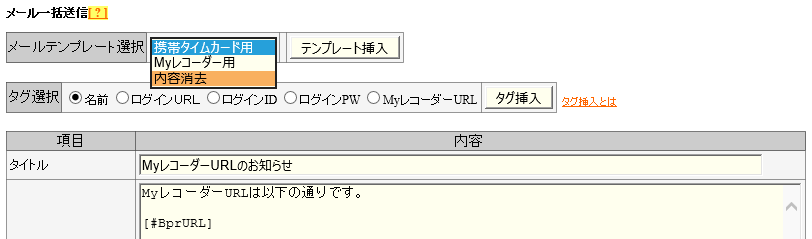 メール一括送信[？]
メールテンプレート選択 携帯タイムカード用 テンプレート挿入
Myレコーダー用
内容消去
タグ選択 名前 ログインURL ログインID ログインPW MyレコーダーURL タグ挿入 タグ挿入とは
項目 内容
タイトル MyレコーダーURLのお知らせ
MyレコーダーURLは以下の通りです。
[#BprURL]